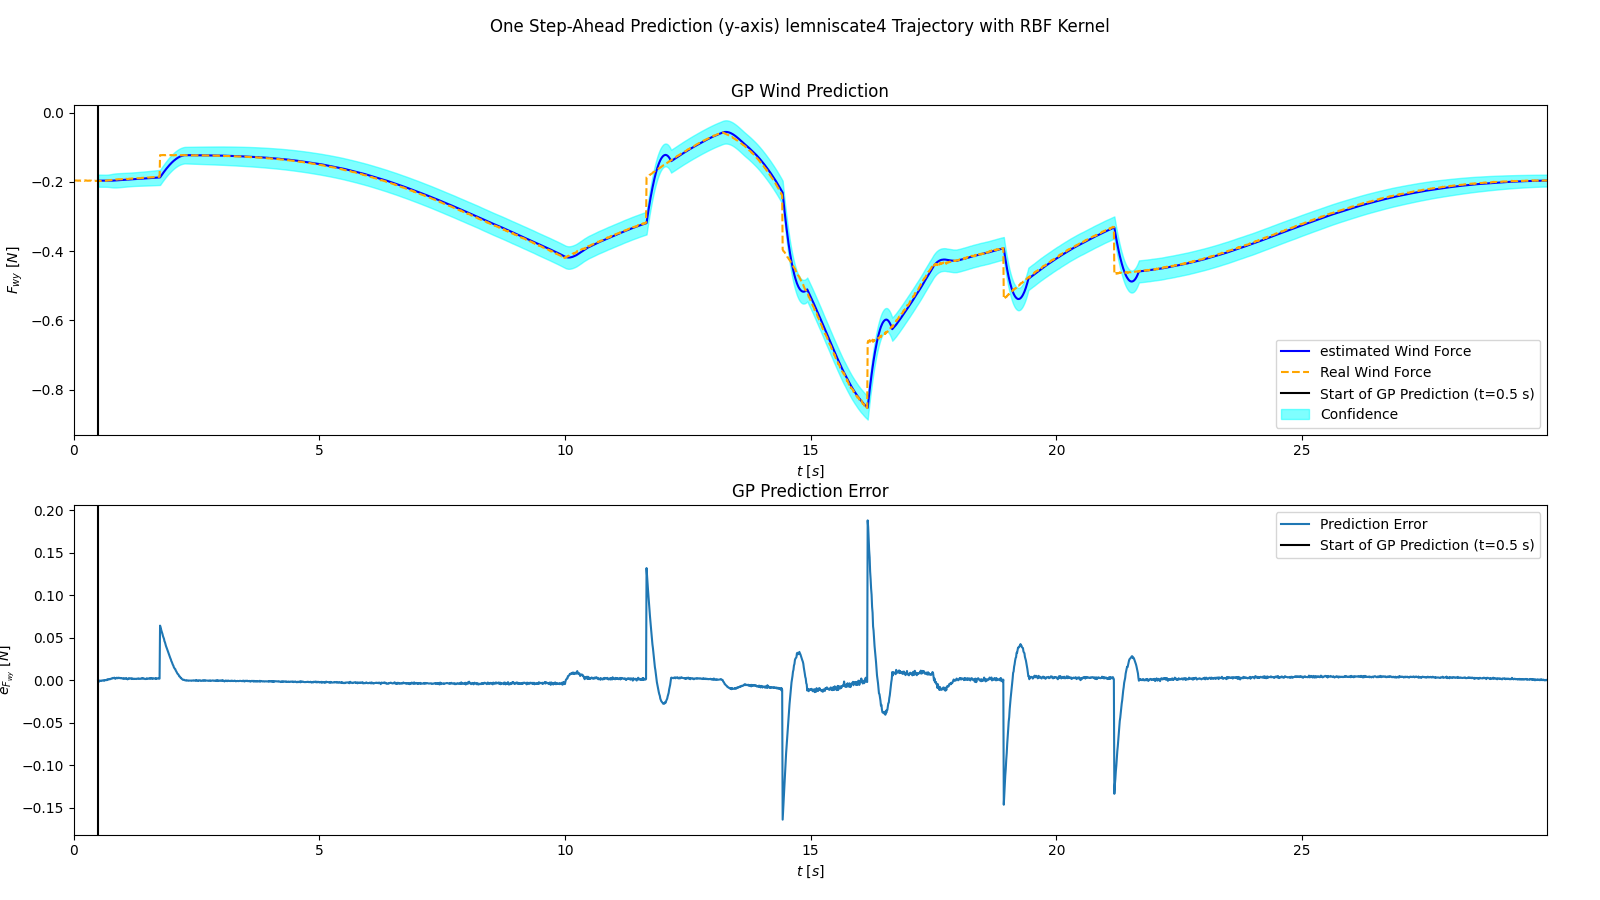 One Step-Ahead Prediction (y-axis) lemniscate4 Trajectory with RBF Kernel
GP Wind Prediction
0.0
−0.2
−0.4
−0.6
−0.8
F_wy [N]
estimated Wind Force
Real Wind Force
Start of GP Prediction (t=0.5 s)
Confidence
0 5 10 15 20 25
t [s]
GP Prediction Error
0.20
0.15
0.10
0.05
0.00
−0.05
−0.10
−0.15
e_F_wy [N]
Prediction Error
Start of GP Prediction (t=0.5 s)
0 5 10 15 20 25
t [s]